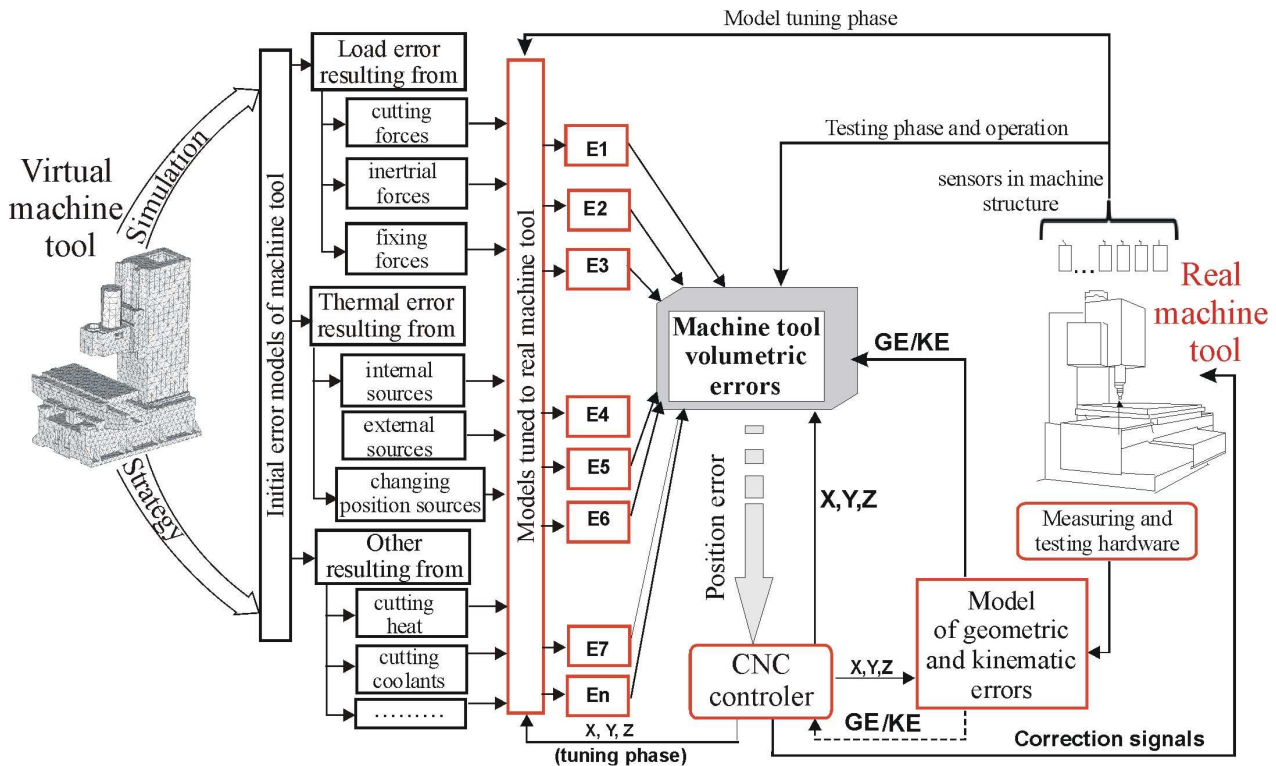 Model tuning phase
Load error
resulting from
cutting
forces
inertrial
forces
fixing
forces
Thermal error
resulting from
internal
sources
external
sources
changing
position sources
Other
resulting from
cutting
heat
cutting
coolants
.........
Virtual
machine
tool
Simulation
Strategy
Initial error models of machine tool
Models tuned to real machine tool
E1
E2
E3
E4
E5
E6
E7
En
Testing phase and operation
sensors in machine
structure
...
Real
machine
tool
Machine tool
volumetric
errors
GE/KE
Position error
X,Y,Z
Measuring and
testing hardware
Model
of geometric
and kinematic
errors
CNC
controler
X,Y,Z
GE/KE
X, Y, Z
(tuning phase)
Correction signals